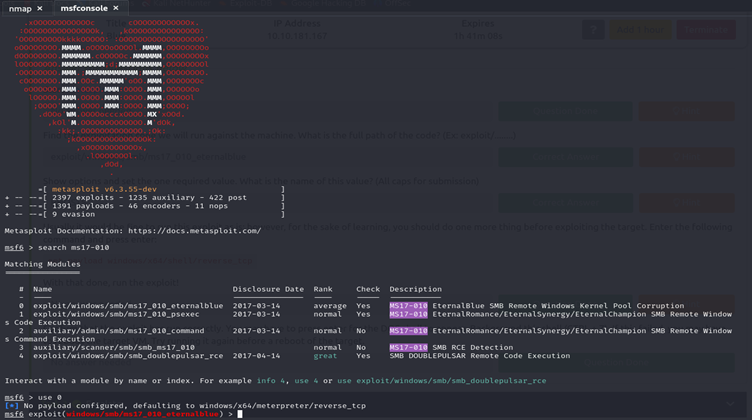 nmap × msfconsole ×
IP Address
Expires
=[ metasploit v6.3.55-dev ]
+ -- --=[ 2397 exploits - 1235 auxiliary - 422 post ]
+ -- --=[ 1391 payloads - 46 encoders - 11 nops ]
+ -- --=[ 9 evasion ]
Metasploit Documentation: https://docs.metasploit.com/
msf6 > search ms17-010
Matching Modules
================
# Name Disclosure Date Rank Check Description
- ---- --------------- ---- ----- -----------
0 exploit/windows/smb/ms17_010_eternalblue 2017-03-14 average Yes MS17-010 EternalBlue SMB Remote Windows Kernel Pool Corruption
1 exploit/windows/smb/ms17_010_psexec 2017-03-14 normal Yes MS17-010 EternalRomance/EternalSynergy/EternalChampion SMB Remote Window
s Code Execution
2 auxiliary/admin/smb/ms17_010_command 2017-03-14 normal No MS17-010 EternalRomance/EternalSynergy/EternalChampion SMB Remote Window
s Command Execution
3 auxiliary/scanner/smb/smb_ms17_010 normal No MS17-010 SMB RCE Detection
4 exploit/windows/smb/smb_doublepulsar_rce 2017-04-14 great Yes SMB DOUBLEPULSAR Remote Code Execution
Interact with a module by name or index. For example info 4, use 4 or use exploit/windows/smb/smb_doublepulsar_rce
msf6 > use 0
[*] No payload configured, defaulting to windows/x64/meterpreter/reverse_tcp
msf6 exploit(windows/smb/ms17_010_eternalblue) >